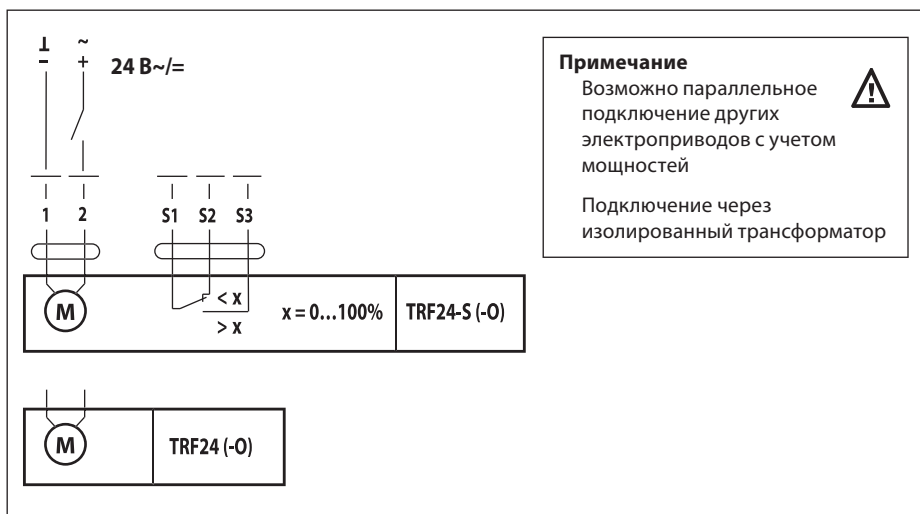 ⊥ ~
– + 24 В~/=
Примечание
Возможно параллельное
подключение других
электроприводов с учетом
мощностей
Подключение через
изолированный трансформатор
1 2 S1 S2 S3
M < x
> x
x = 0...100%
TRF24-S (-O)
M
TRF24 (-O)